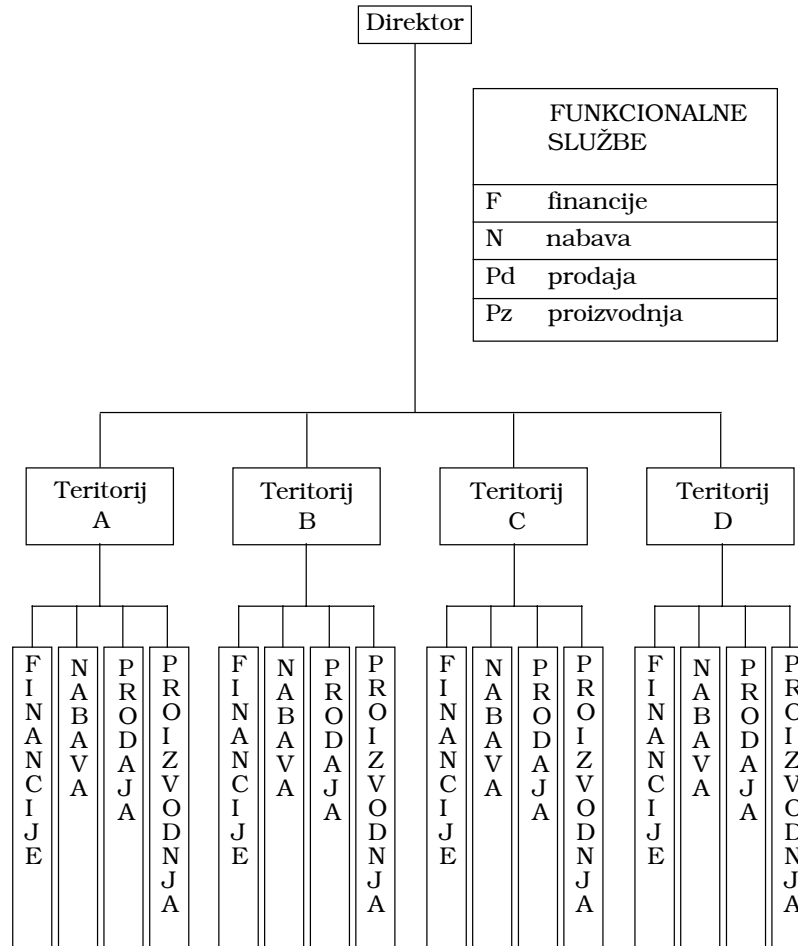 Direktor
FUNKCIONALNE
SLUŽBE
F financije
N nabava
Pd prodaja
Pz proizvodnja
Teritorij
A
Teritorij
B
Teritorij
C
Teritorij
D
FINANCIJE
NABAVA
PRODAJA
PROIZVODNJA
FINANCIJE
NABAVA
PRODAJA
PROIZVODNJA
FINANCIJE
NABAVA
PRODAJA
PROIZVODNJA
FINANCIJE
NABAVA
PRODAJA
PROIZVODNJA